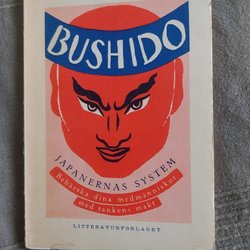 BUSHIDO
JAPANERNAS SYSTEM
Behärska dina medmänniskor
med tankens makt
LITTERATURFÖRLAGET